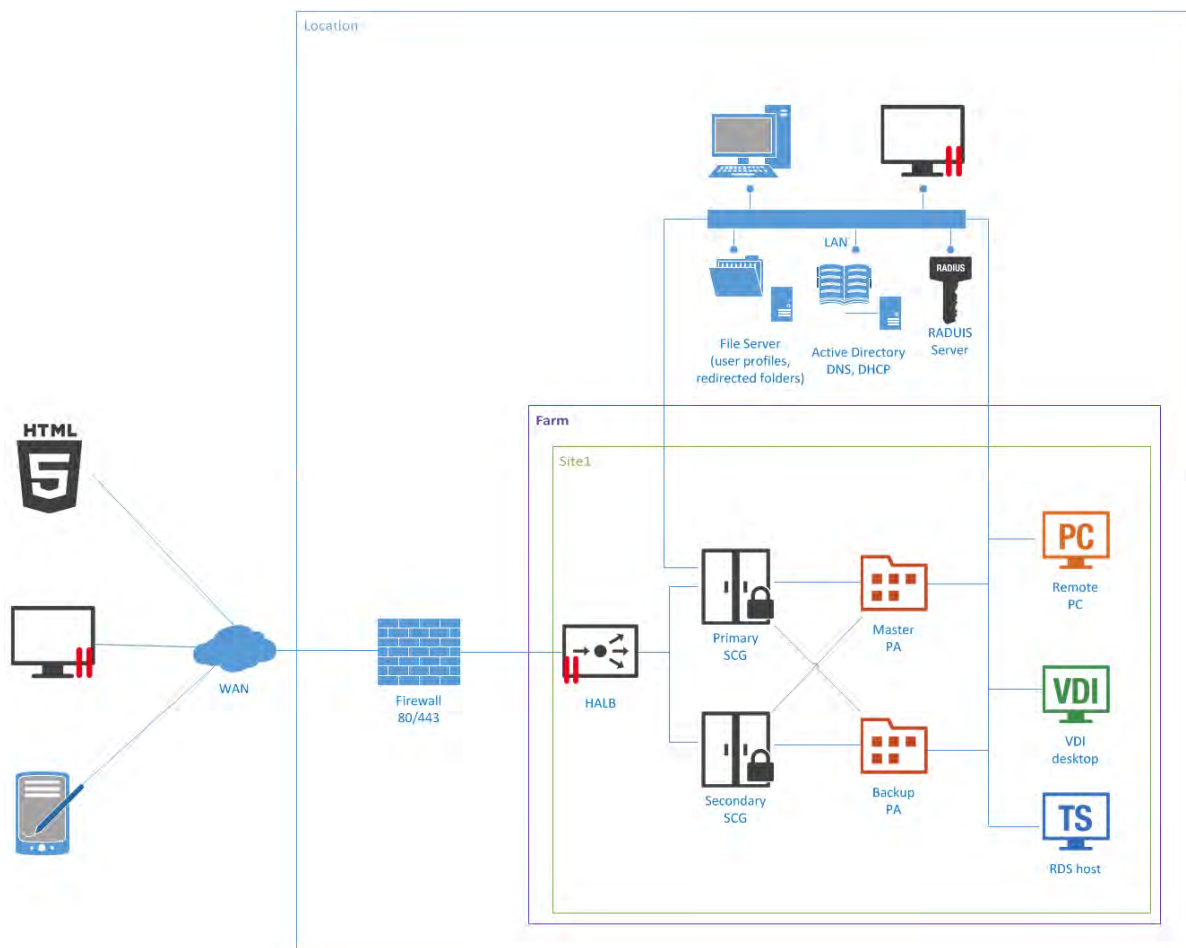 Location
LAN
RADIUS
File Server
(user profiles,
redirected folders)
Active Directory
DNS, DHCP
RADUIS
Server
Farm
Site1
HTML
5
WAN
Firewall
80/443
HALB
Primary
SCG
Secondary
SCG
Master
PA
Backup
PA
PC
Remote
PC
VDI
VDI
desktop
TS
RDS host